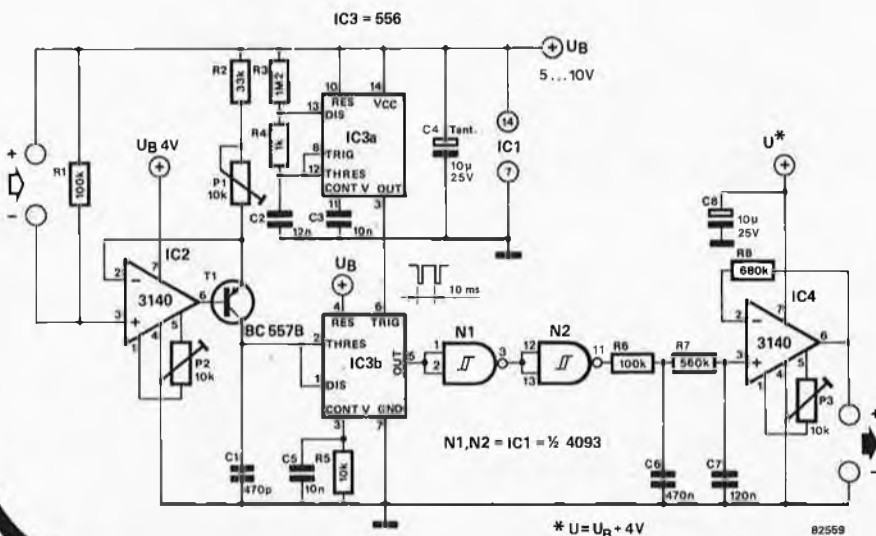 IC3 = 556
UB
5 ... 10V
R2
33k
R3
1M2
10
14
RES
VCC
13
DIS
IC3a
R4
1k
8
TRIG
12
THRES
CONT V
OUT
11
3
C4
Tant.
10µ
25V
14
IC1
7
U*
+
−
R1
100k
UB 4V
P1
10k
C2
12n
C3
10n
C8
10µ
25V
R8
680k
IC2
2
−
7
3140
6
3
+
4
5
1
P2
10k
T1
BC 557B
UB
10 ms
4
6
RES
TRIG
2
THRES
IC3b
OUT
5
1
DIS
CONT V
GND
3
7
N1
1
2
3
N2
12
13
11
R6
100k
R7
560k
IC4
2
−
7
3140
6
3
+
4
5
1
P3
10k
+
−
C1
470p
C5
10n
R5
10k
N1,N2 = IC1 = ½ 4093
C6
470n
C7
120n
* U = UB + 4V
82559